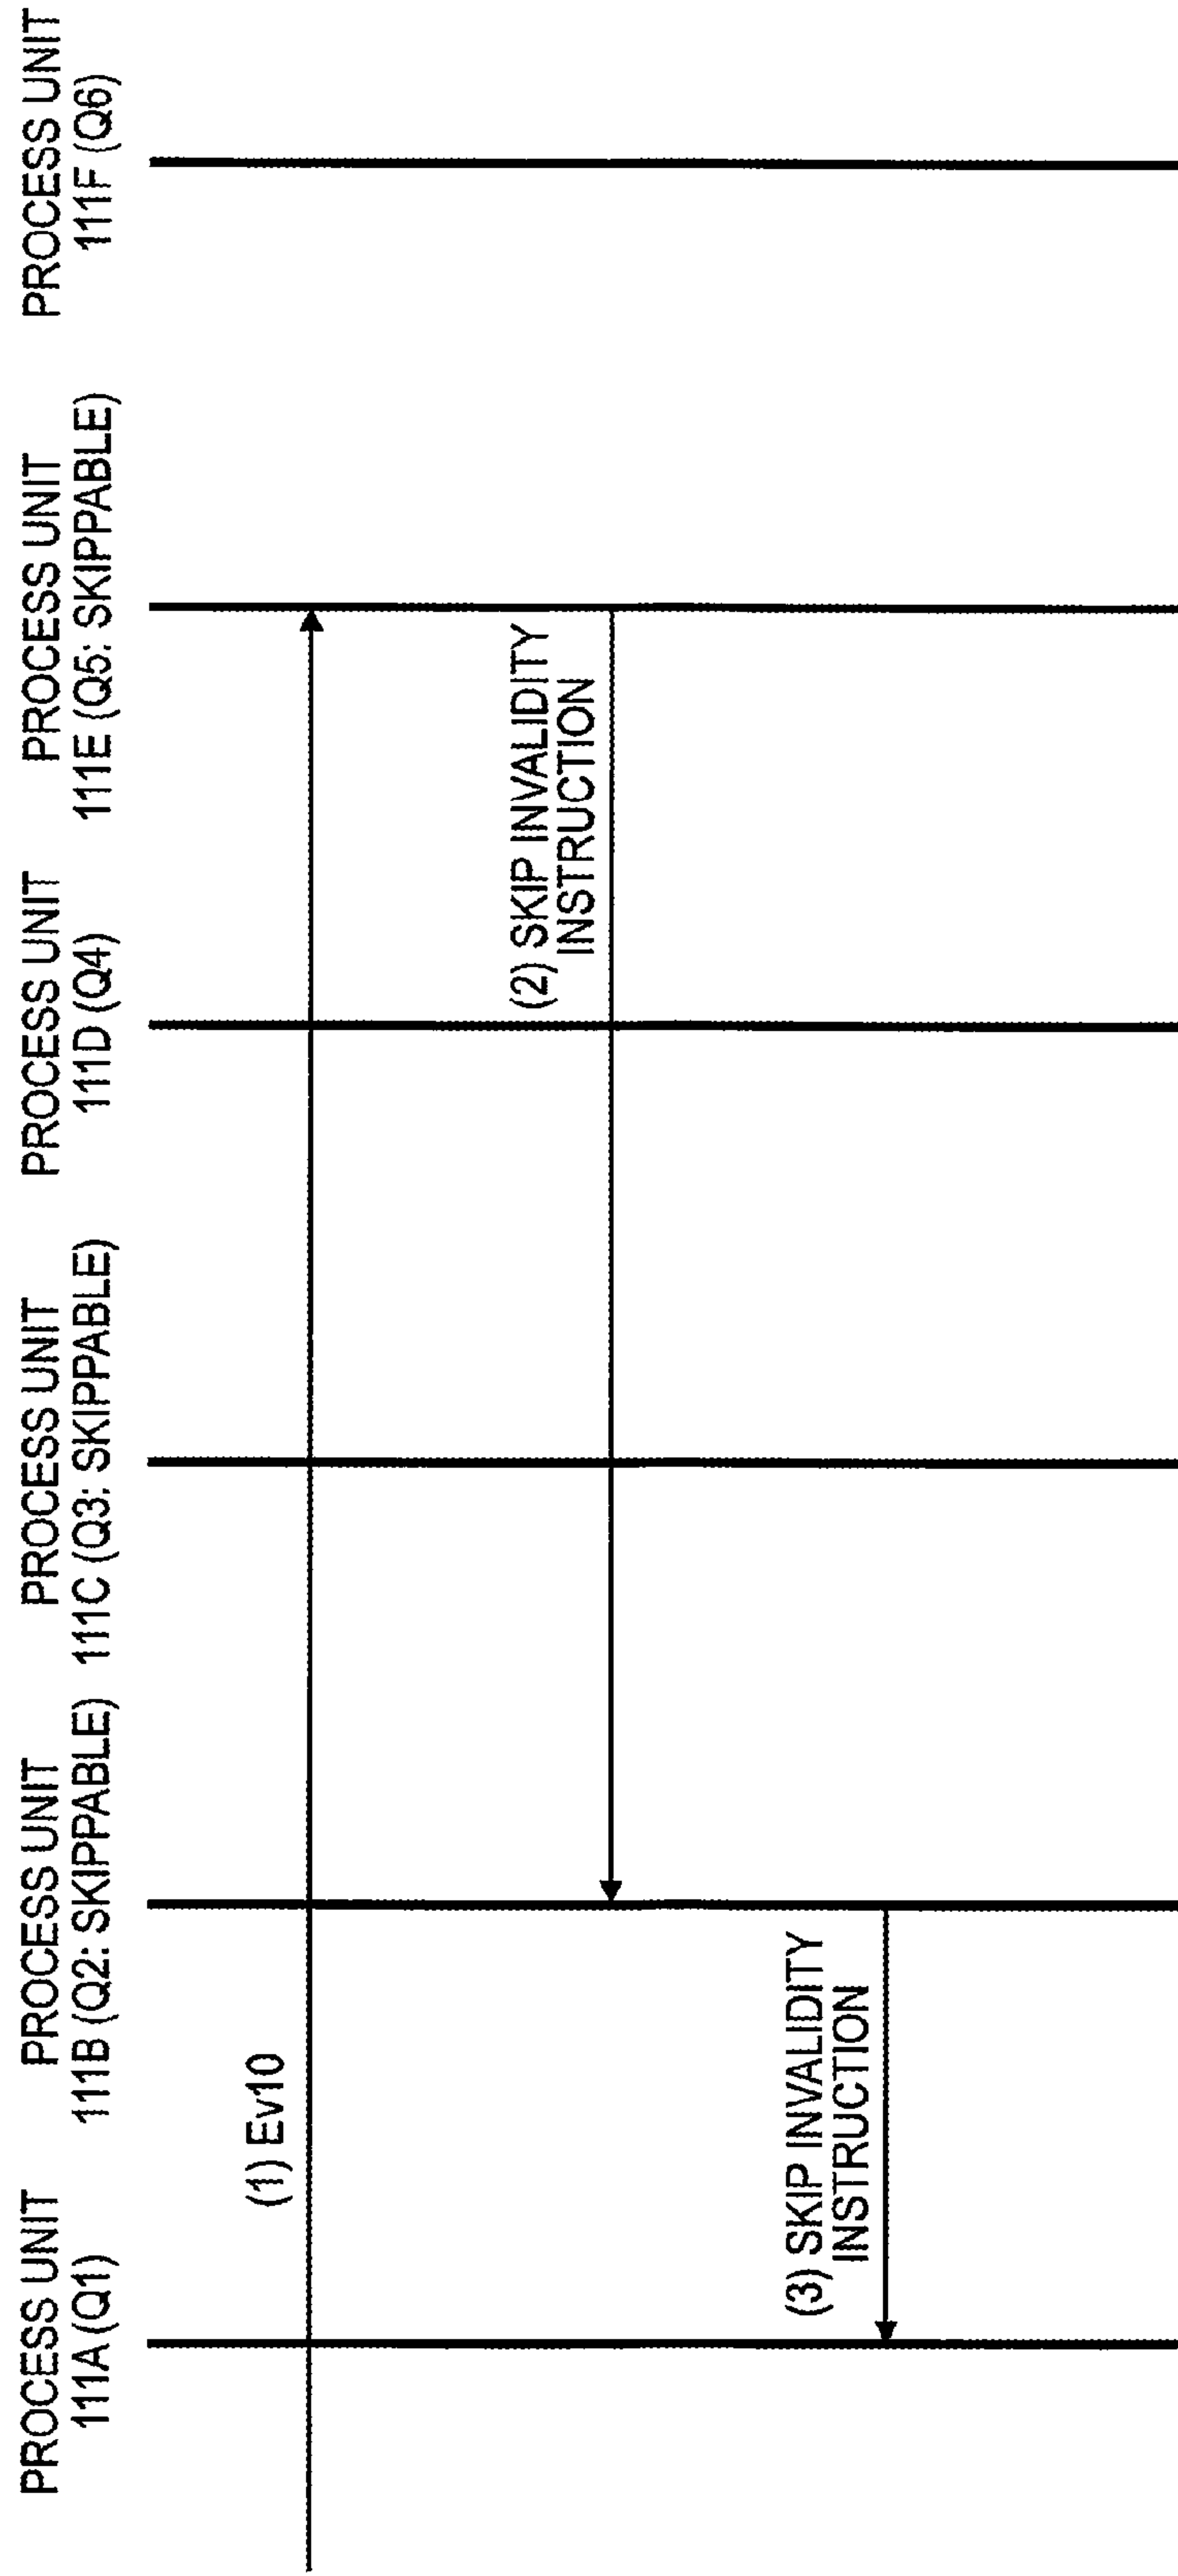 PROCESS UNIT
111A (Q1)
PROCESS UNIT
111B (Q2: SKIPPABLE)
PROCESS UNIT
111C (Q3: SKIPPABLE)
PROCESS UNIT
111D (Q4)
PROCESS UNIT
111E (Q5: SKIPPABLE)
PROCESS UNIT
111F (Q6)
(1) Ev10
(2) SKIP INVALIDITY
INSTRUCTION
(3) SKIP INVALIDITY
INSTRUCTION